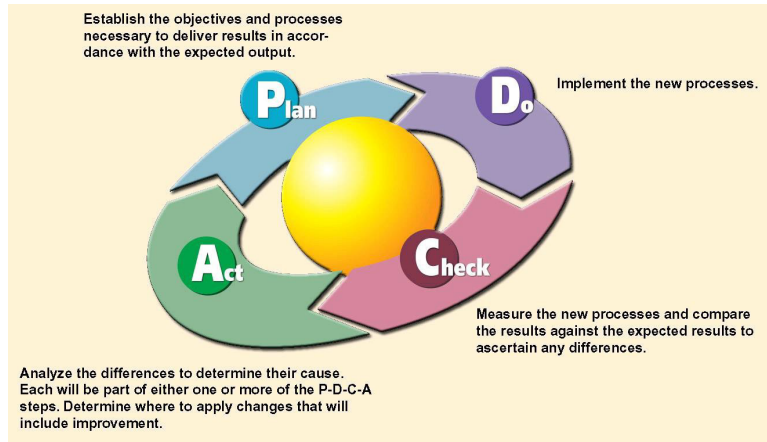 Establish the objectives and processes
necessary to deliver results in accor-
dance with the expected output.
Plan
Do
Implement the new processes.
Act
Check
Measure the new processes and compare
the results against the expected results to
ascertain any differences.
Analyze the differences to determine their cause.
Each will be part of either one or more of the P-D-C-A
steps. Determine where to apply changes that will
include improvement.